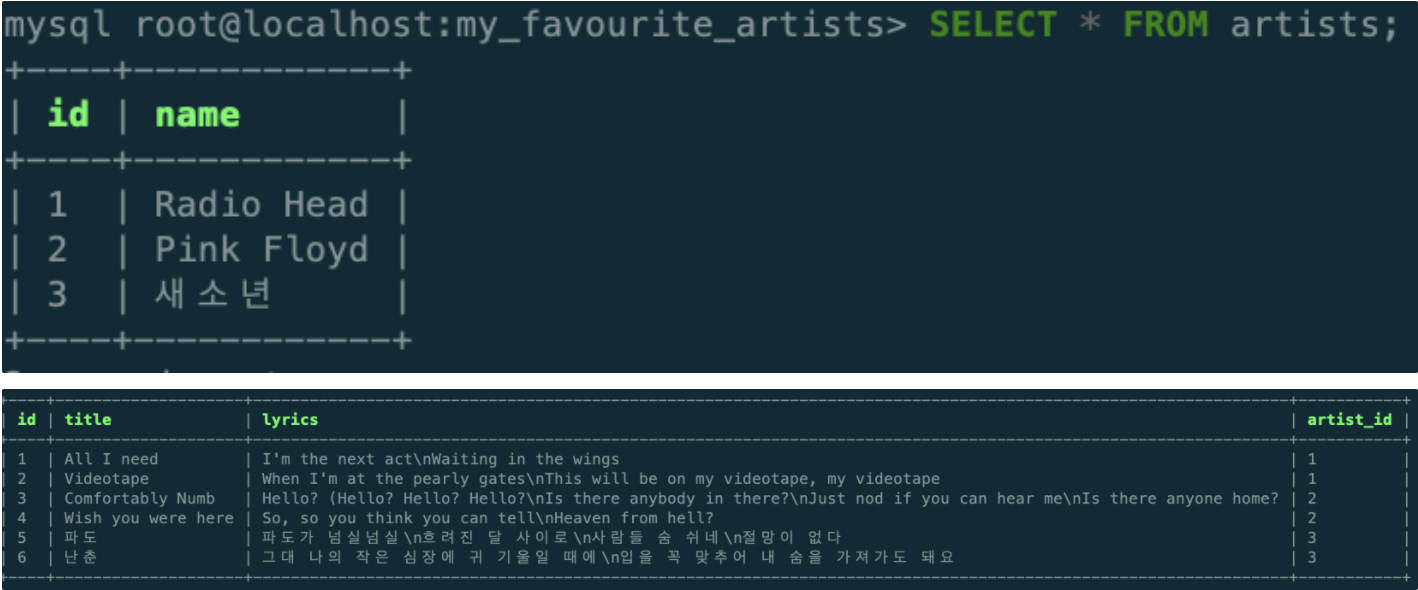 mysql root@localhost:my_favourite_artists> SELECT * FROM artists;
+----+------------+
| id | name       |
+----+------------+
| 1  | Radio Head |
| 2  | Pink Floyd |
| 3  | 새소년     |
+----+------------+
| id | title              | lyrics | artist_id |
| 1  | All I need         | I'm the next act\nWaiting in the wings | 1 |
| 2  | Videotape          | When I'm at the pearly gates\nThis will be on my videotape, my videotape | 1 |
| 3  | Comfortably Numb   | Hello? (Hello? Hello? Hello?\nIs there anybody in there?\nJust nod if you can hear me\nIs there anyone home? | 2 |
| 4  | Wish you were here | So, so you think you can tell\nHeaven from hell? | 2 |
| 5  | 파도               | 파도가 넘실넘실\n흐려진 달 사이로\n사람들 숨 쉬네\n절망이 없다 | 3 |
| 6  | 난춘               | 그대 나의 작은 심장에 귀 기울일 때에\n입을 꼭 맞추어 내 숨을 가져가도 돼요 | 3 |